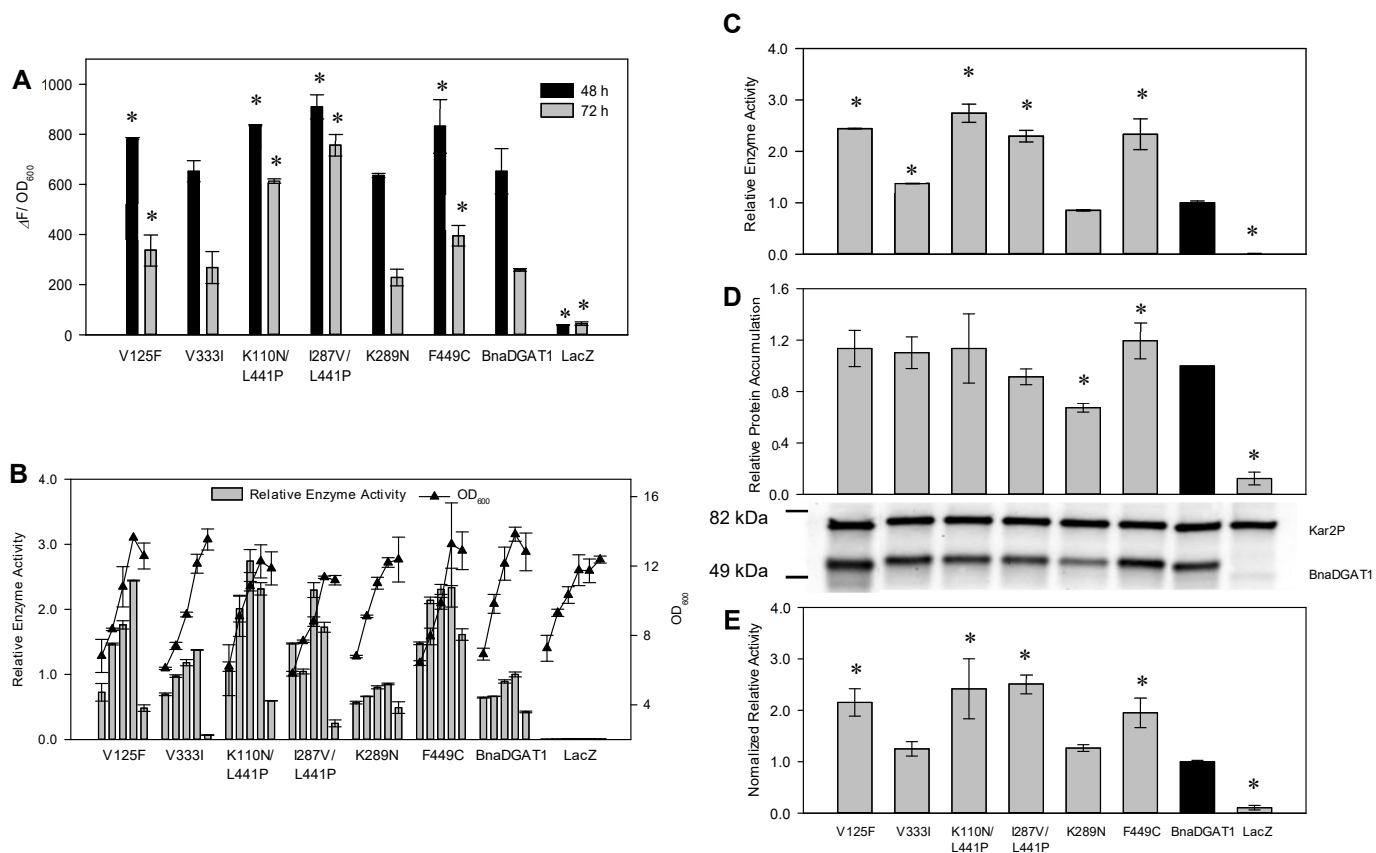 A
ΔF/ OD600
1000
800
600
400
200
0
* * * * * * * * * *
48 h
72 h
V125F V333I K110N/ I287V/ K289N F449C BnaDGAT1 LacZ
L441P L441P
B
Relative Enzyme Activity
4.0
3.0
2.0
1.0
0.0
Relative Enzyme Activity OD600
16
12
8
4
OD600
V125F V333I K110N/ I287V/ K289N F449C BnaDGAT1 LacZ
L441P L441P
C
Relative Enzyme Activity
4.0
3.0
2.0
1.0
0.0
* * * * * *
D
Relative Protein Accumulation
1.6
1.2
0.8
0.4
0.0
* * *
82 kDa
Kar2P
49 kDa
BnaDGAT1
E
Nomalized Relative Activity
4.0
3.0
2.0
1.0
0.0
* * * * *
V125F V333I K110N/ I287V/ K289N F449C BnaDGAT1 LacZ
L441P L441P